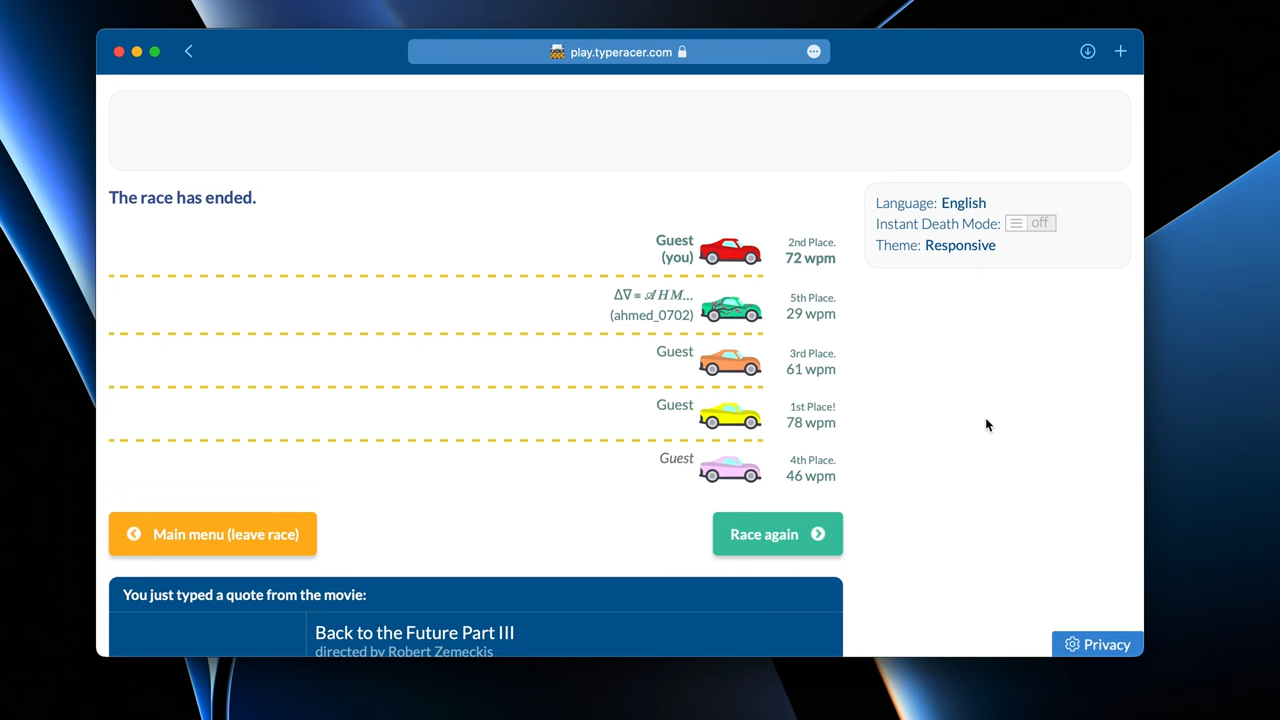 play.typeracer.com
The race has ended.
Language: English
Instant Death Mode: off
Theme: Responsive
Guest
(you)
2nd Place.
72 wpm
Δ∇= 𝒜𝐻𝑀...
(ahmed_0702)
5th Place.
29 wpm
Guest
3rd Place.
61 wpm
Guest
1st Place!
78 wpm
Guest
4th Place.
46 wpm
Main menu (leave race)
Race again
You just typed a quote from the movie:
Back to the Future Part III
directed by Robert Zemeckis
Privacy